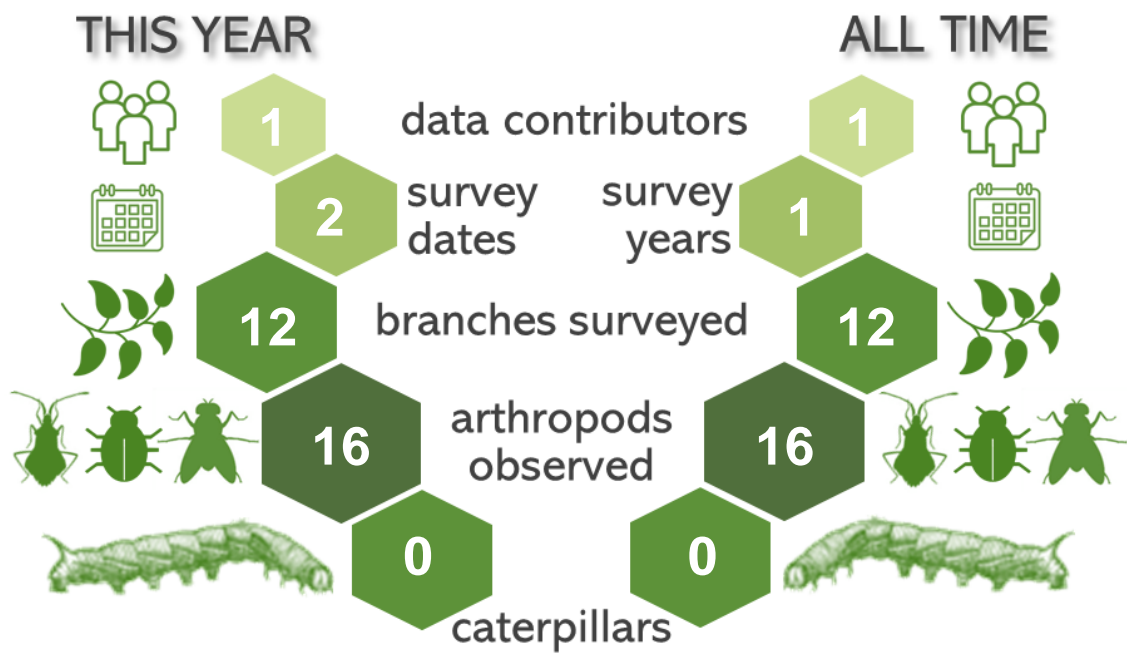 THIS YEAR
ALL TIME
1
data contributors
1
2
survey
dates
survey
years
1
12
branches surveyed
12
16
arthropods
observed
16
0
0
caterpillars